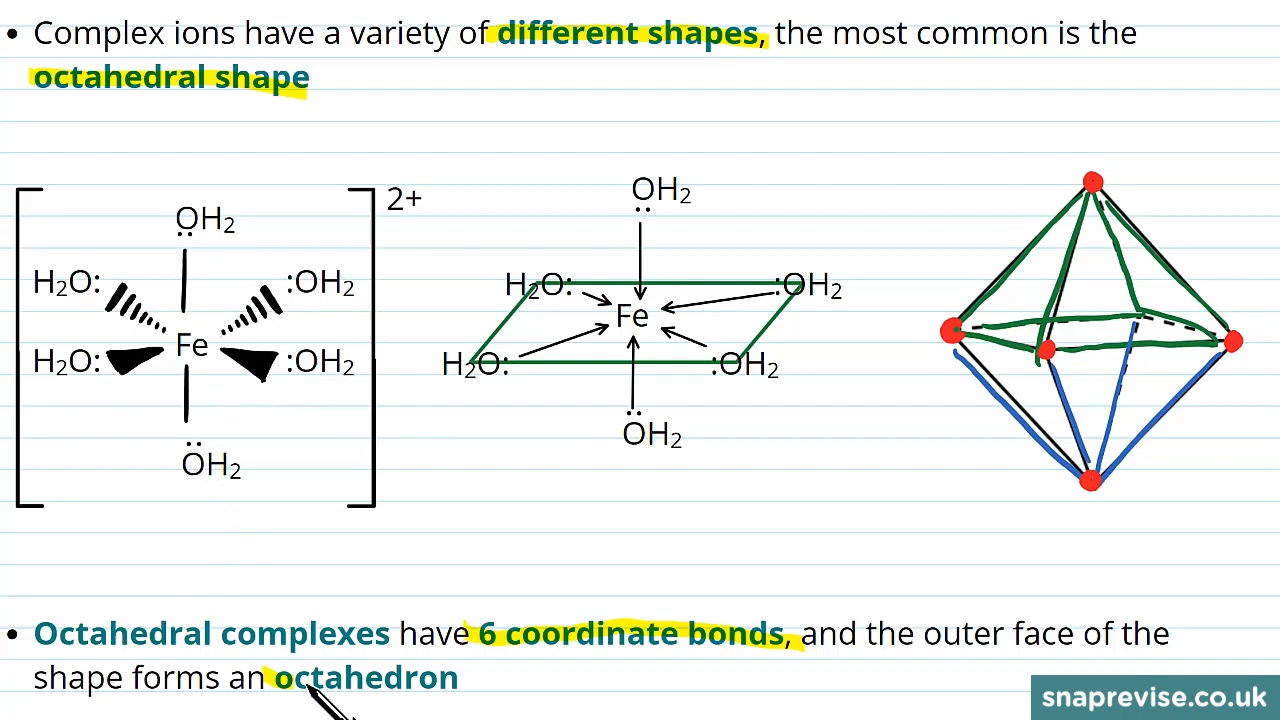 • Complex ions have a variety of different shapes, the most common is the
octahedral shape
2+
OH₂
H₂O: :OH₂
Fe
H₂O: :OH₂
OH₂
OH₂
H₂O: :OH₂
Fe
H₂O: :OH₂
OH₂
• Octahedral complexes have 6 coordinate bonds, and the outer face of the
shape forms an octahedron
snaprevise.co.uk